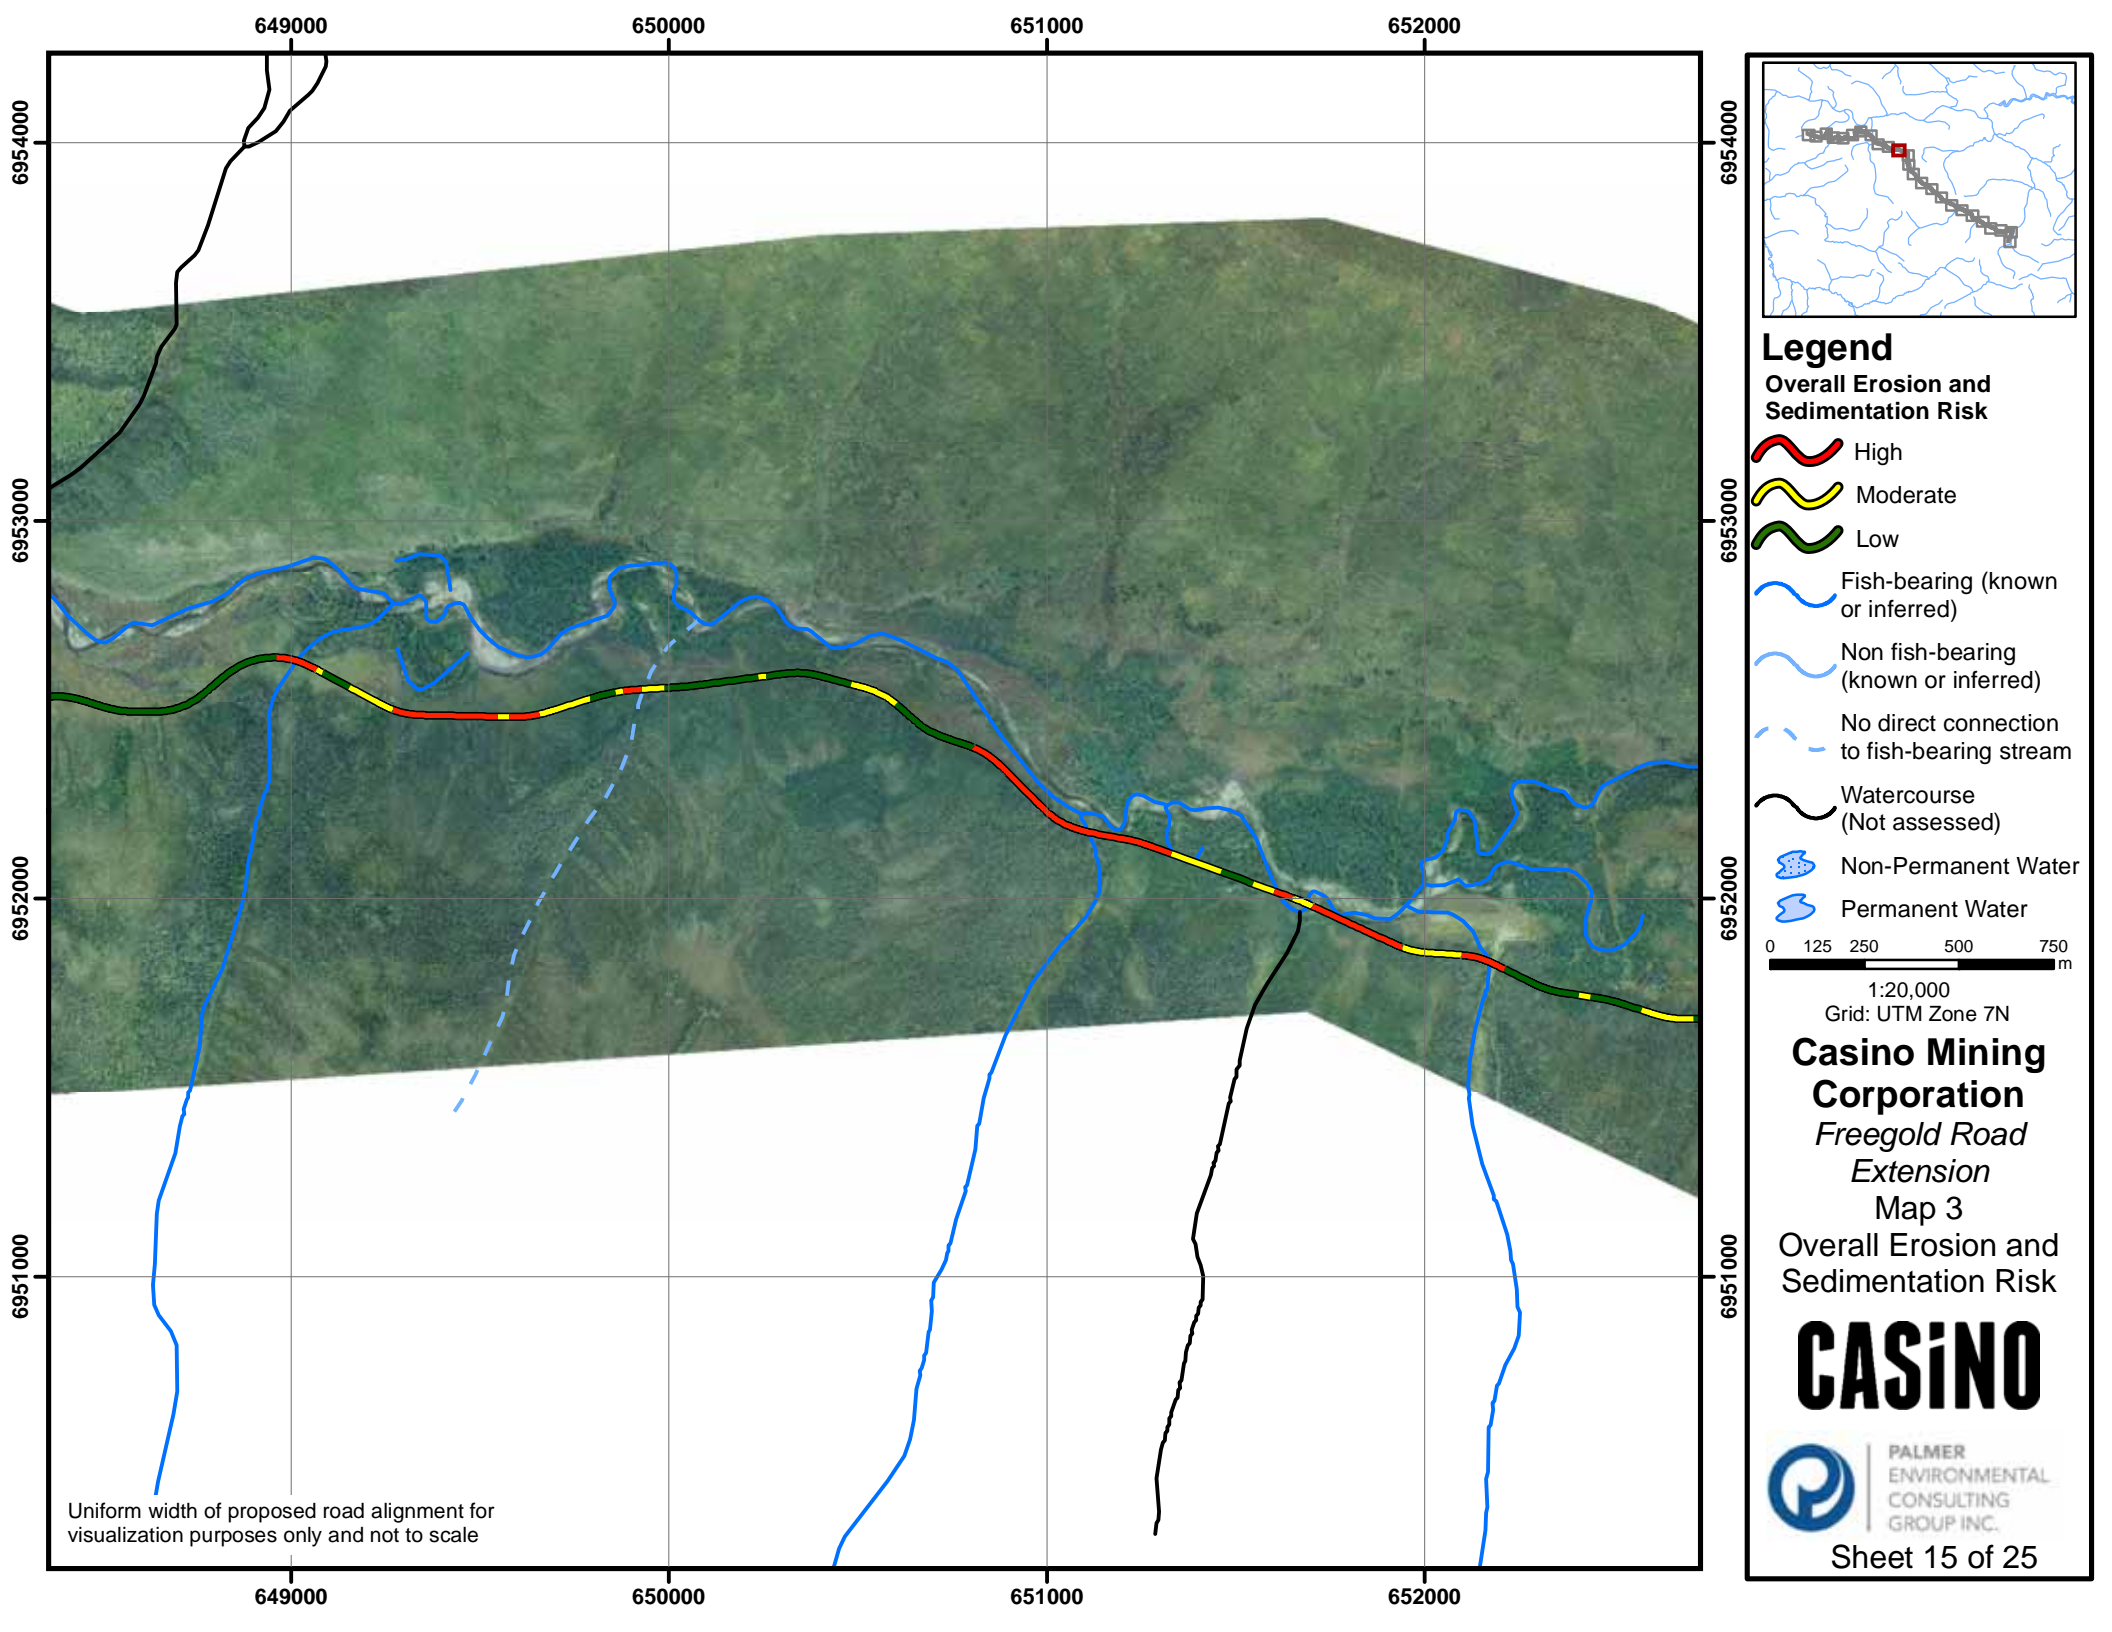 649000
650000
651000
652000
6954000
6953000
6952000
6951000
6954000
6953000
6952000
6951000
649000
650000
651000
652000
Uniform width of proposed road alignment for
visualization purposes only and not to scale
Legend
Overall Erosion and
Sedimentation Risk
High
Moderate
Low
Fish-bearing (known
or inferred)
Non fish-bearing
(known or inferred)
No direct connection
to fish-bearing stream
Watercourse
(Not assessed)
Non-Permanent Water
Permanent Water
0 125 250 500 750
m
1:20,000
Grid: UTM Zone 7N
Casino Mining
Corporation
Freegold Road
Extension
Map 3
Overall Erosion and
Sedimentation Risk
CASiNO
PALMER
ENVIRONMENTAL
CONSULTING
GROUP INC.
Sheet 15 of 25